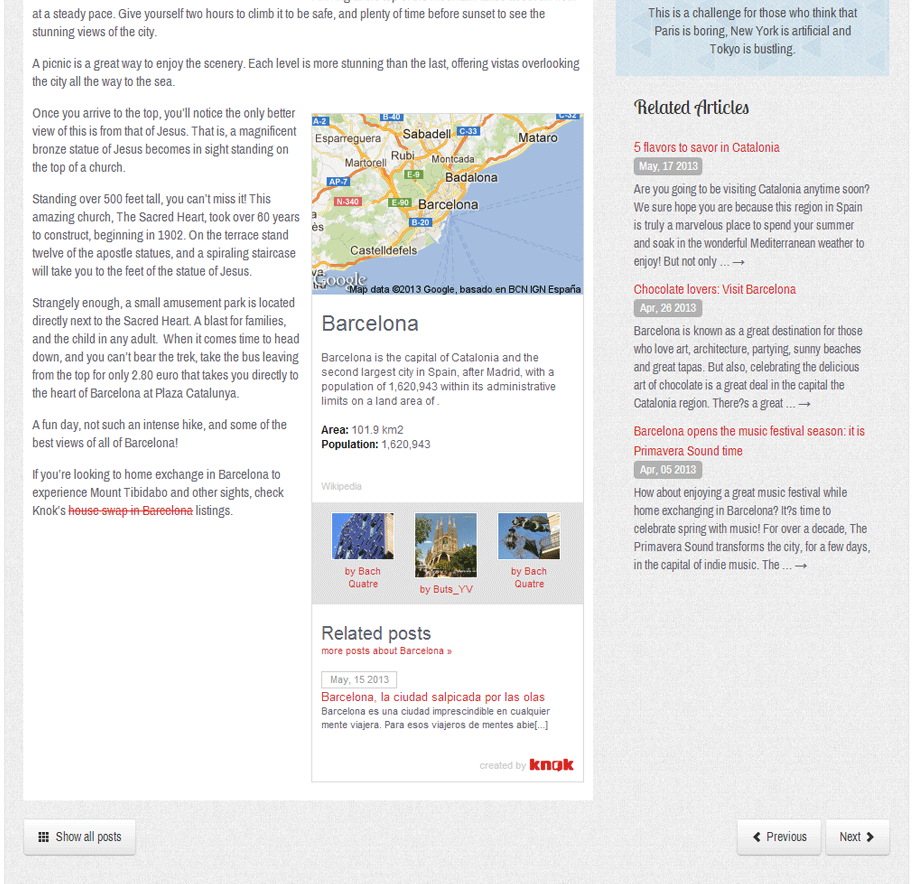 at a steady pace. Give yourself two hours to climb it to be safe, and plenty of time before sunset to see the
stunning views of the city.
A picnic is a great way to enjoy the scenery. Each level is more stunning than the last, offering vistas overlooking
the city all the way to the sea.
Once you arrive to the top, you'll notice the only better
view of this is from that of Jesus. That is, a magnificent
bronze statue of Jesus becomes in sight standing on
the top of a church.
Standing over 500 feet tall, you can't miss it! This
amazing church, The Sacred Heart, took over 60 years
to construct, beginning in 1902. On the terrace stand
twelve of the apostle statues, and a spiraling staircase
will take you to the feet of the statue of Jesus.
Strangely enough, a small amusement park is located
directly next to the Sacred Heart. A blast for families,
and the child in any adult.  When it comes time to head
down, and you can't bear the trek, take the bus leaving
from the top for only 2.80 euro that takes you directly to
the heart of Barcelona at Plaza Catalunya.
A fun day, not such an intense hike, and some of the
best views of all of Barcelona!
If you're looking to home exchange in Barcelona to
experience Mount Tibidabo and other sights, check
Knok's house swap in Barcelona listings.
A-2
B-40
C-32
Esparreguera
Sabadell
C-33
Mataro
Rubi
Montcada
Martorell
AP-7
E-9
Badalona
N-340
E-90
Barcelona
B-20
ès
Castelldefels
va
tru
Google
Map data ©2013 Google, basado en BCN IGN España
Barcelona
Barcelona is the capital of Catalonia and the
second largest city in Spain, after Madrid, with a
population of 1,620,943 within its administrative
limits on a land area of .
Area: 101.9 km2
Population: 1,620,943
Wikipedia
by Bach
Quatre
by Buts_YV
by Bach
Quatre
Related posts
more posts about Barcelona »
May, 15 2013
Barcelona, la ciudad salpicada por las olas
Barcelona es una ciudad imprescindible en cualquier
mente viajera. Para esos viajeros de mentes abie[...]
created by knok
This is a challenge for those who think that
Paris is boring, New York is artificial and
Tokyo is bustling.
Related Articles
5 flavors to savor in Catalonia
May, 17 2013
Are you going to be visiting Catalonia anytime soon?
We sure hope you are because this region in Spain
is truly a marvelous place to spend your summer
and soak in the wonderful Mediterranean weather to
enjoy! But not only ... →
Chocolate lovers: Visit Barcelona
Apr, 26 2013
Barcelona is known as a great destination for those
who love art, architecture, partying, sunny beaches
and great tapas. But also, celebrating the delicious
art of chocolate is a great deal in the capital the
Catalonia region. There?s a great ... →
Barcelona opens the music festival season: it is
Primavera Sound time
Apr, 05 2013
How about enjoying a great music festival while
home exchanging in Barcelona? It?s time to
celebrate spring with music! For over a decade, The
Primavera Sound transforms the city, for a few days,
in the capital of indie music. The ... →
Show all posts
Previous
Next